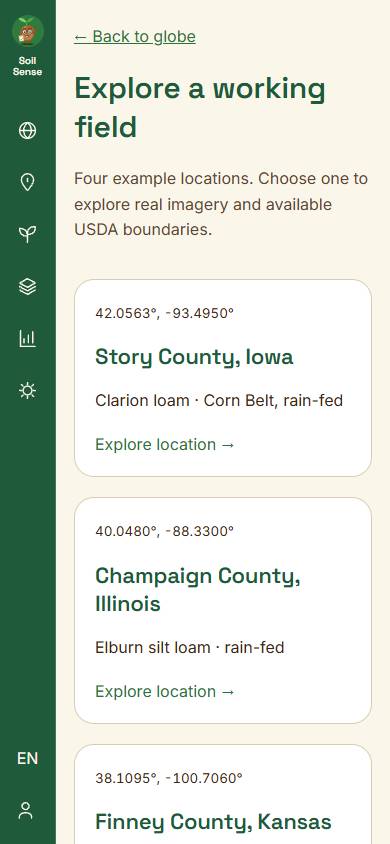 Soil
Sense
← Back to globe
Explore a working
field
Four example locations. Choose one to
explore real imagery and available
USDA boundaries.
42.0563°, -93.4950°
Story County, Iowa
Clarion loam · Corn Belt, rain-fed
Explore location →
40.0480°, -88.3300°
Champaign County,
Illinois
Elburn silt loam · rain-fed
Explore location →
38.1095°, -100.7060°
Finney County, Kansas
EN